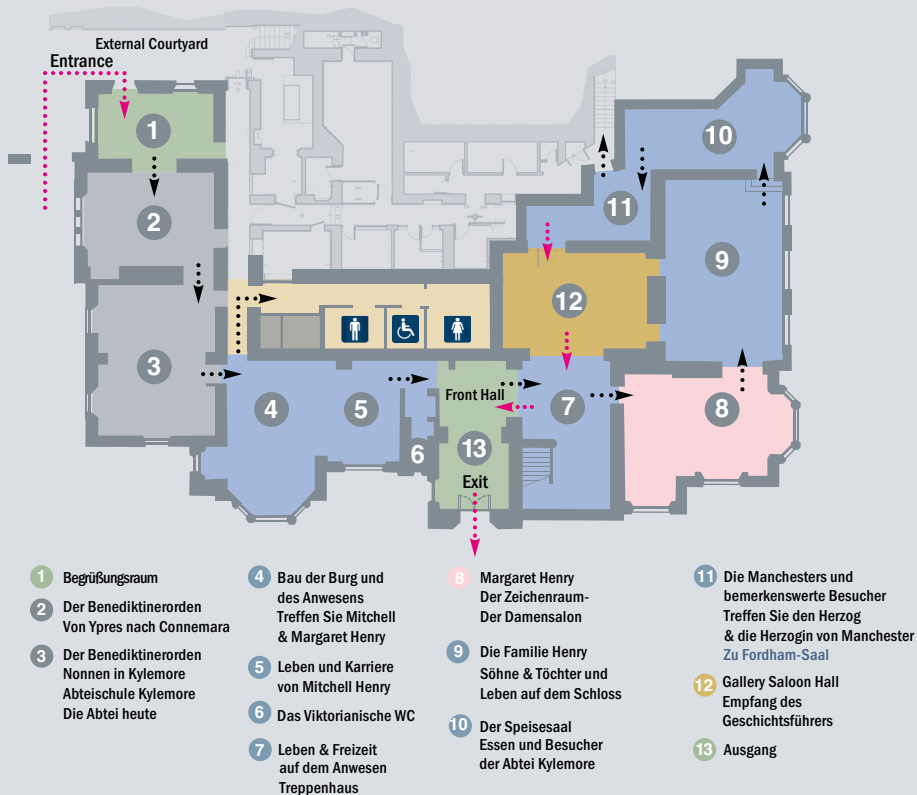 External Courtyard
Entrance
1
2
3
4
5
6
7
8
9
10
11
12
Front Hall
13
Exit
1 Begrüßungsraum
2 Der Benediktinerorden
Von Ypres nach Connemara
3 Der Benediktinerorden
Nonnen in Kylemore
Abteischule Kylemore
Die Abtei heute
4 Bau der Burg und
des Anwesens
Treffen Sie Mitchell
& Margaret Henry
5 Leben und Karriere
von Mitchell Henry
6 Das Viktorianische WC
7 Leben & Freizeit
auf dem Anwesen
Treppenhaus
8 Margaret Henry
Der Zeichenraum-
Der Damensalon
9 Die Familie Henry
Söhne & Töchter und
Leben auf dem Schloss
10 Der Speisesaal
Essen und Besucher
der Abtei Kylemore
11 Die Manchesters und
bemerkenswerte Besucher
Treffen Sie den Herzog
& die Herzogin von Manchester
Zu Fordham-Saal
12 Gallery Saloon Hall
Empfang des
Geschichtsführers
13 Ausgang